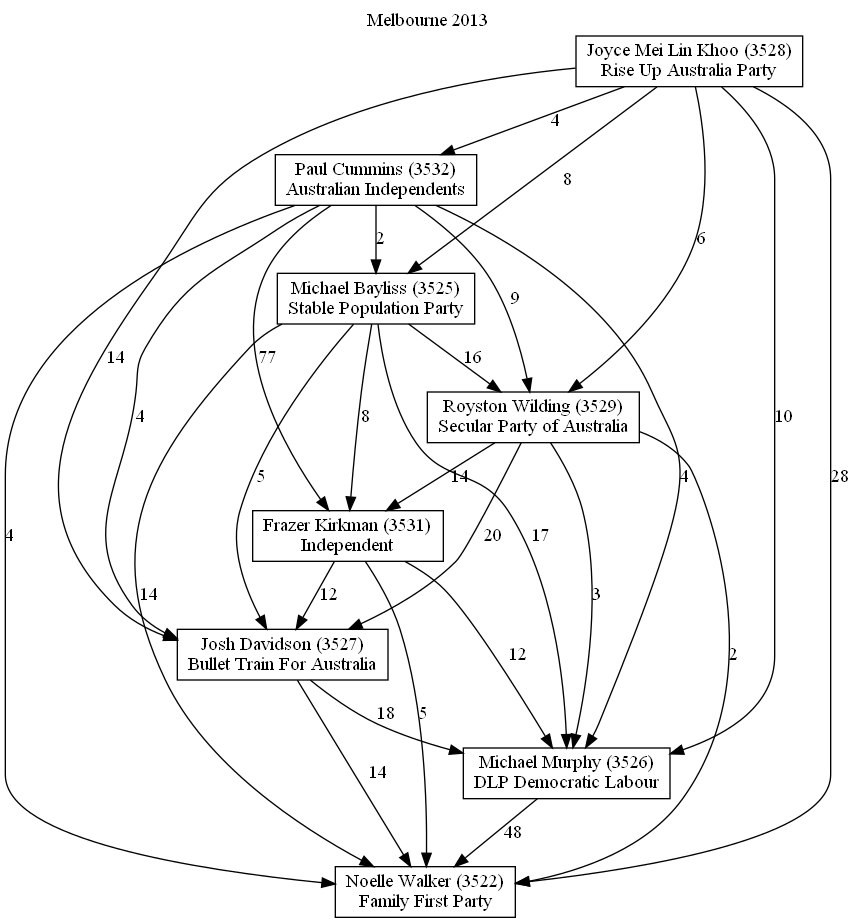 Melbourne 2013
Joyce Mei Lin Khoo (3528)
Rise Up Australia Party
4
Paul Cummins (3532)
Australian Independents
8
2
6
9
Michael Bayliss (3525)
Stable Population Party
14
77
16
4
8
Royston Wilding (3529)
Secular Party of Australia
10
5
14
4
28
Frazer Kirkman (3531)
Independent
4
20
17
14
12
3
Josh Davidson (3527)
Bullet Train For Australia
12
2
18
5
Michael Murphy (3526)
DLP Democratic Labour
14
48
Noelle Walker (3522)
Family First Party